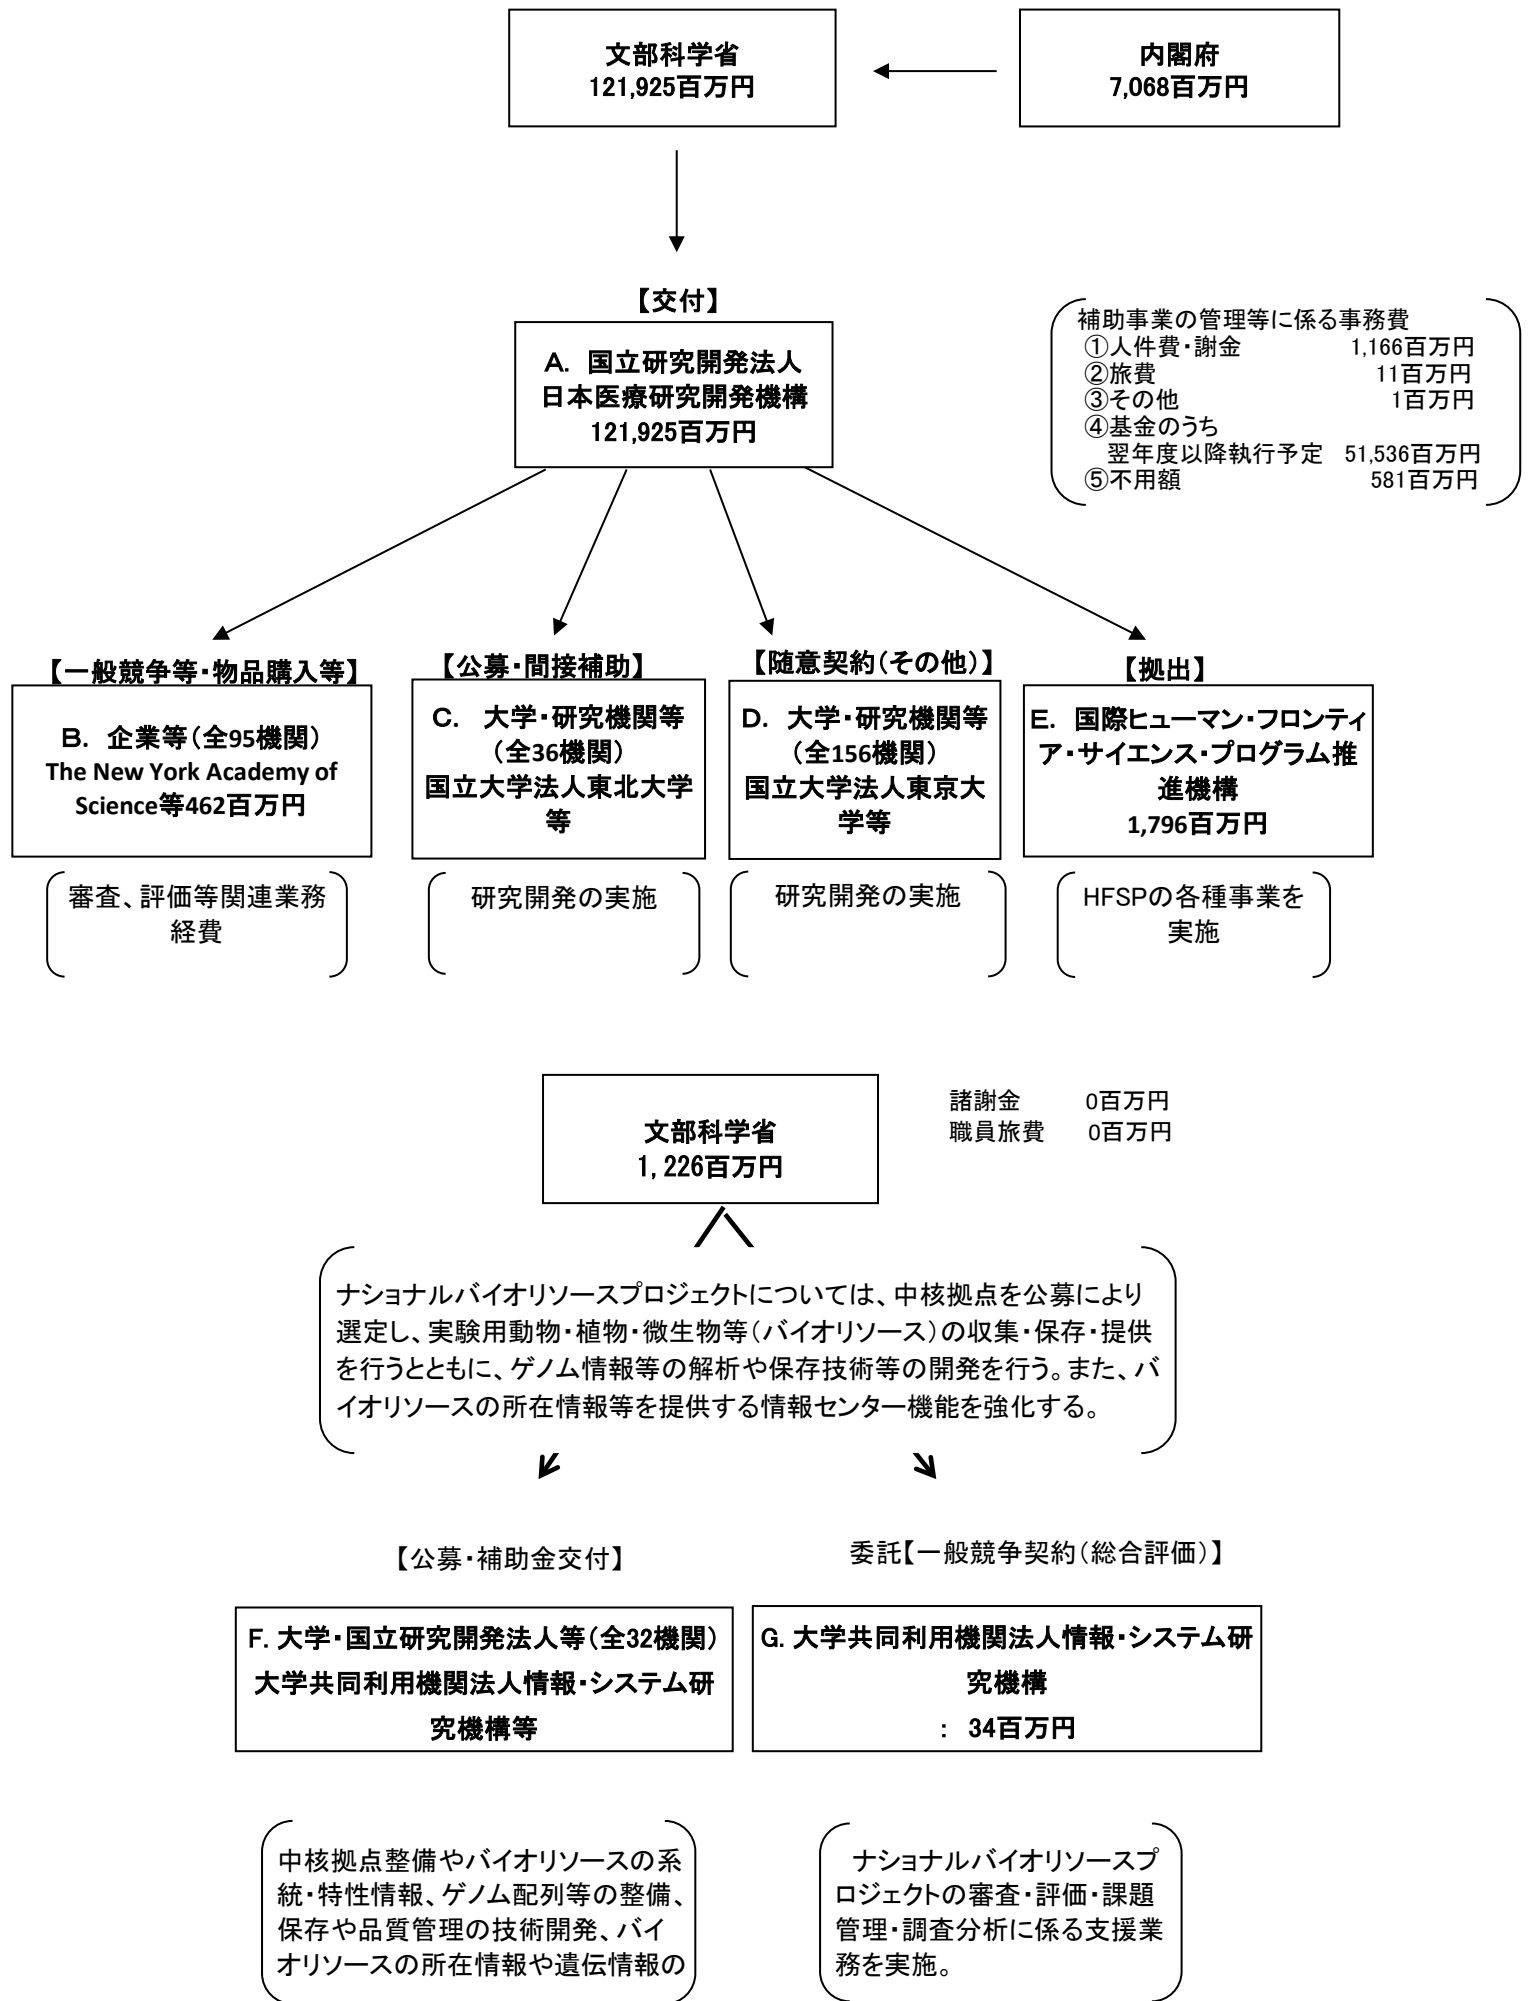 文部科学省
121,925百万円
内閣府
7,068百万円
【交付】
A. 国立研究開発法人
日本医療研究開発機構
121,925百万円
補助事業の管理等に係る事務費
①人件費・謝金 1,166百万円
②旅費 11百万円
③その他 1百万円
④基金のうち
翌年度以降執行予定 51,536百万円
⑤不用額 581百万円
【一般競争等・物品購入等】
B. 企業等（全95機関）
The New York Academy of
Science等462百万円
審査、評価等関連業務
経費
【公募・間接補助】
C. 大学・研究機関等
（全36機関）
国立大学法人東北大学
等
研究開発の実施
【随意契約（その他）】
D. 大学・研究機関等
（全156機関）
国立大学法人東京大
学等
研究開発の実施
【拠出】
E. 国際ヒューマン・フロンティ
ア・サイエンス・プログラム推
進機構
1,796百万円
HFSPの各種事業を
実施
文部科学省
1,226百万円
諸謝金 0百万円
職員旅費 0百万円
ナショナルバイオリソースプロジェクトについては、中核拠点を公募により
選定し、実験用動物・植物・微生物等（バイオリソース）の収集・保存・提供
を行うとともに、ゲノム情報等の解析や保存技術等の開発を行う。また、バ
イオリソースの所在情報等を提供する情報センター機能を強化する。
【公募・補助金交付】
F. 大学・国立研究開発法人等（全32機関）
大学共同利用機関法人情報・システム研
究機構等
中核拠点整備やバイオリソースの系
統・特性情報、ゲノム配列等の整備、
保存や品質管理の技術開発、バイ
オリソースの所在情報や遺伝情報の
委託【一般競争契約（総合評価）】
G. 大学共同利用機関法人情報・システム研
究機構
： 34百万円
ナショナルバイオリソースプ
ロジェクトの審査・評価・課題
管理・調査分析に係る支援業
務を実施。